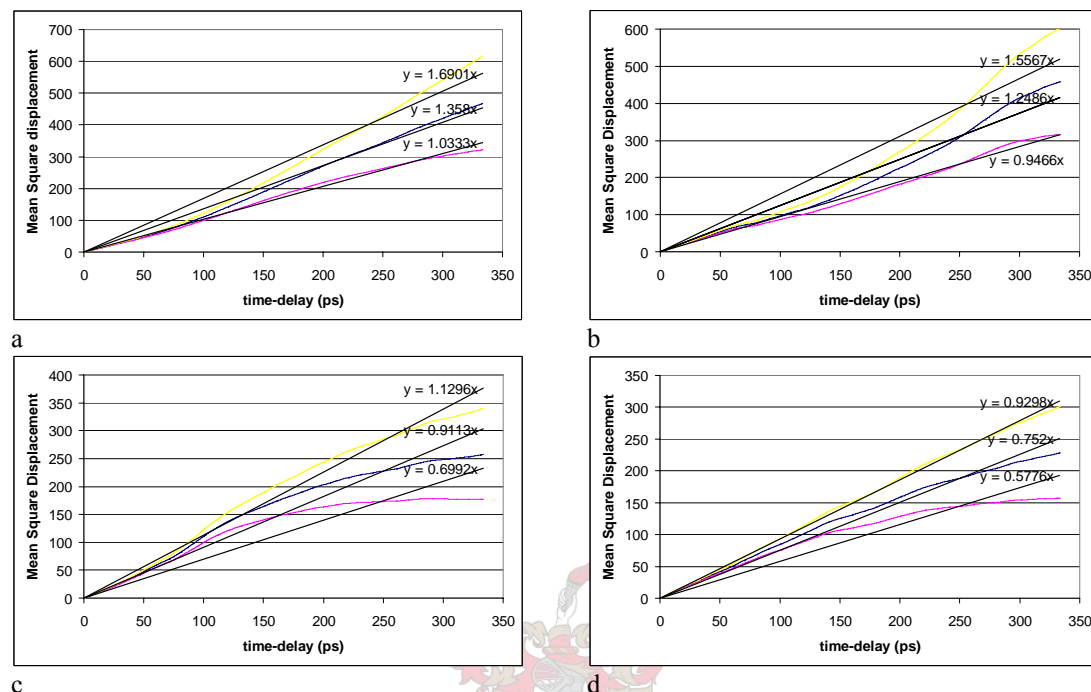 700
600
500
400
300
200
100
0
Mean Square displacement
y = 1.6901x
y = 1.358x
y = 1.0333x
0 50 100 150 200 250 300 350
time-delay (ps)
a
600
500
400
300
200
100
0
Mean Square Displacement
y = 1.5567x
y = 1.2486x
y = 0.9466x
0 50 100 150 200 250 300 350
time-delay (ps)
b
400
350
300
250
200
150
100
50
0
Mean Square Displacement
y = 1.1296x
y = 0.9113x
y = 0.6992x
0 50 100 150 200 250 300 350
time-delay (ps)
c
350
300
250
200
150
100
50
0
Mean Square Displacement
y = 0.9298x
y = 0.752x
y = 0.5776x
0 50 100 150 200 250 300 350
time-delay (ps)
d